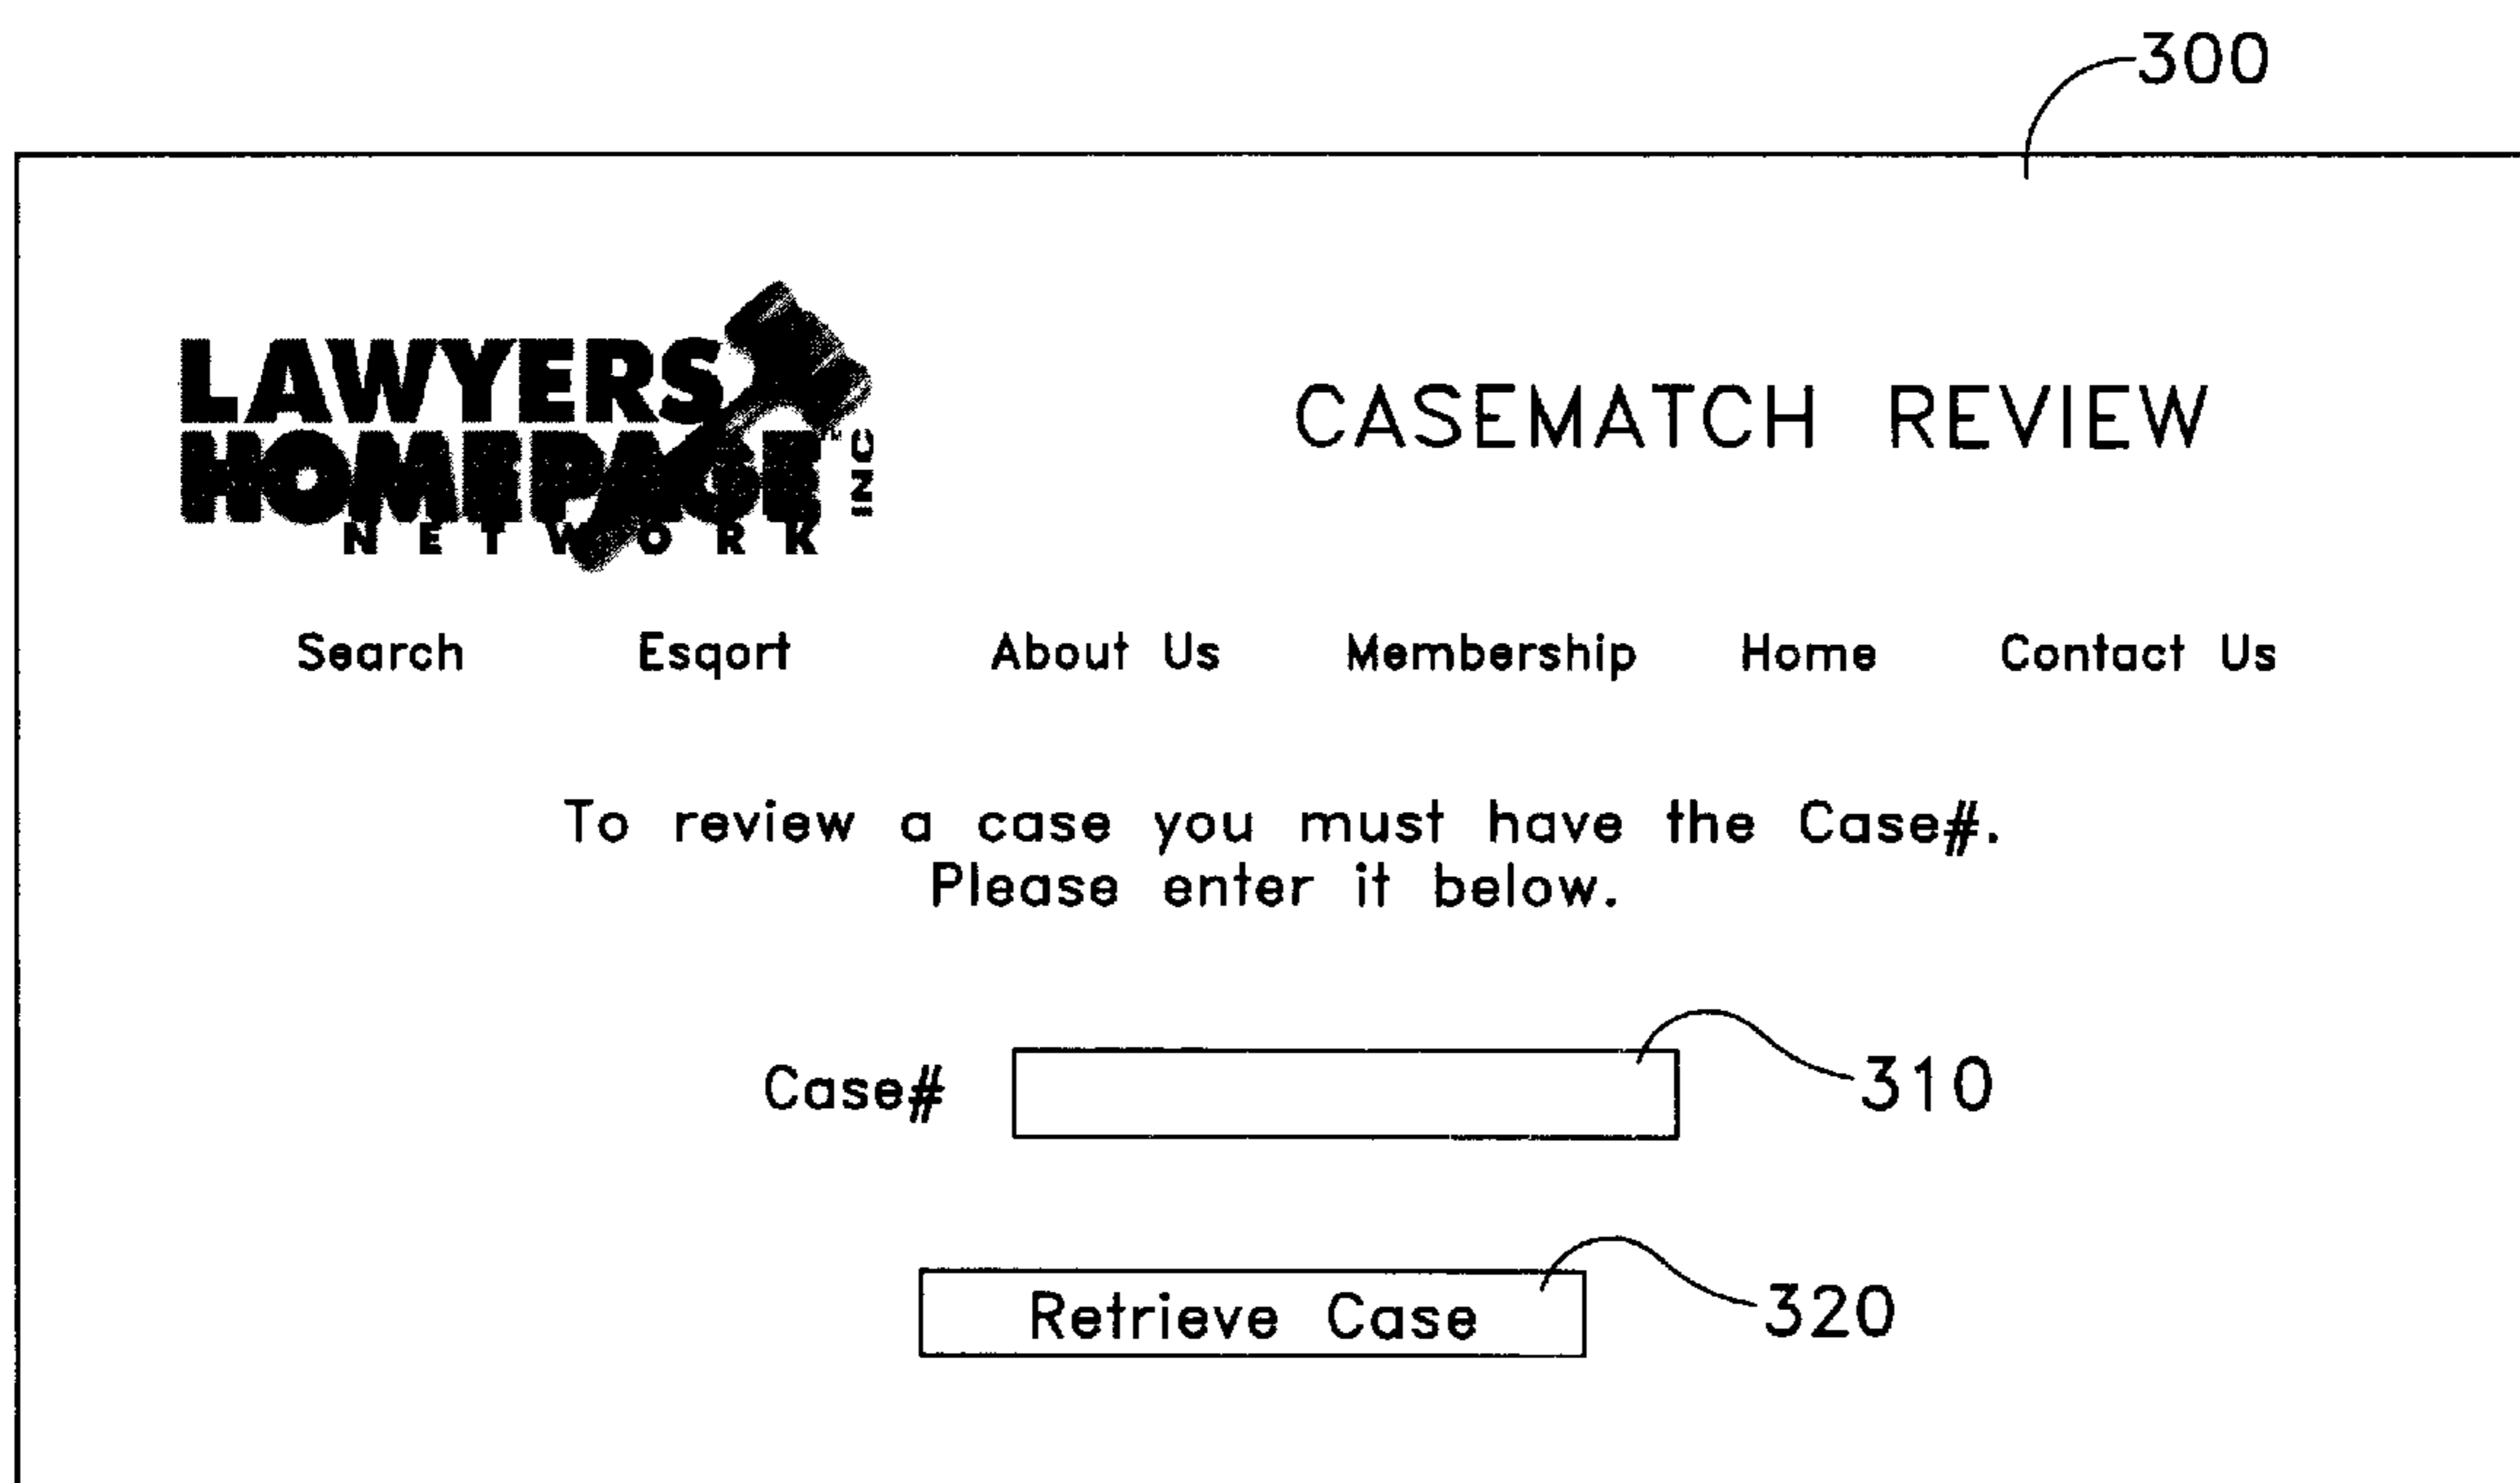 300
LAWYERS
HOMEPAGE™ INC
NETWORK
CASEMATCH REVIEW
Search Esqort About Us Membership Home Contact Us
To review a case you must have the Case#.
Please enter it below.
Case# 310
Retrieve Case 320